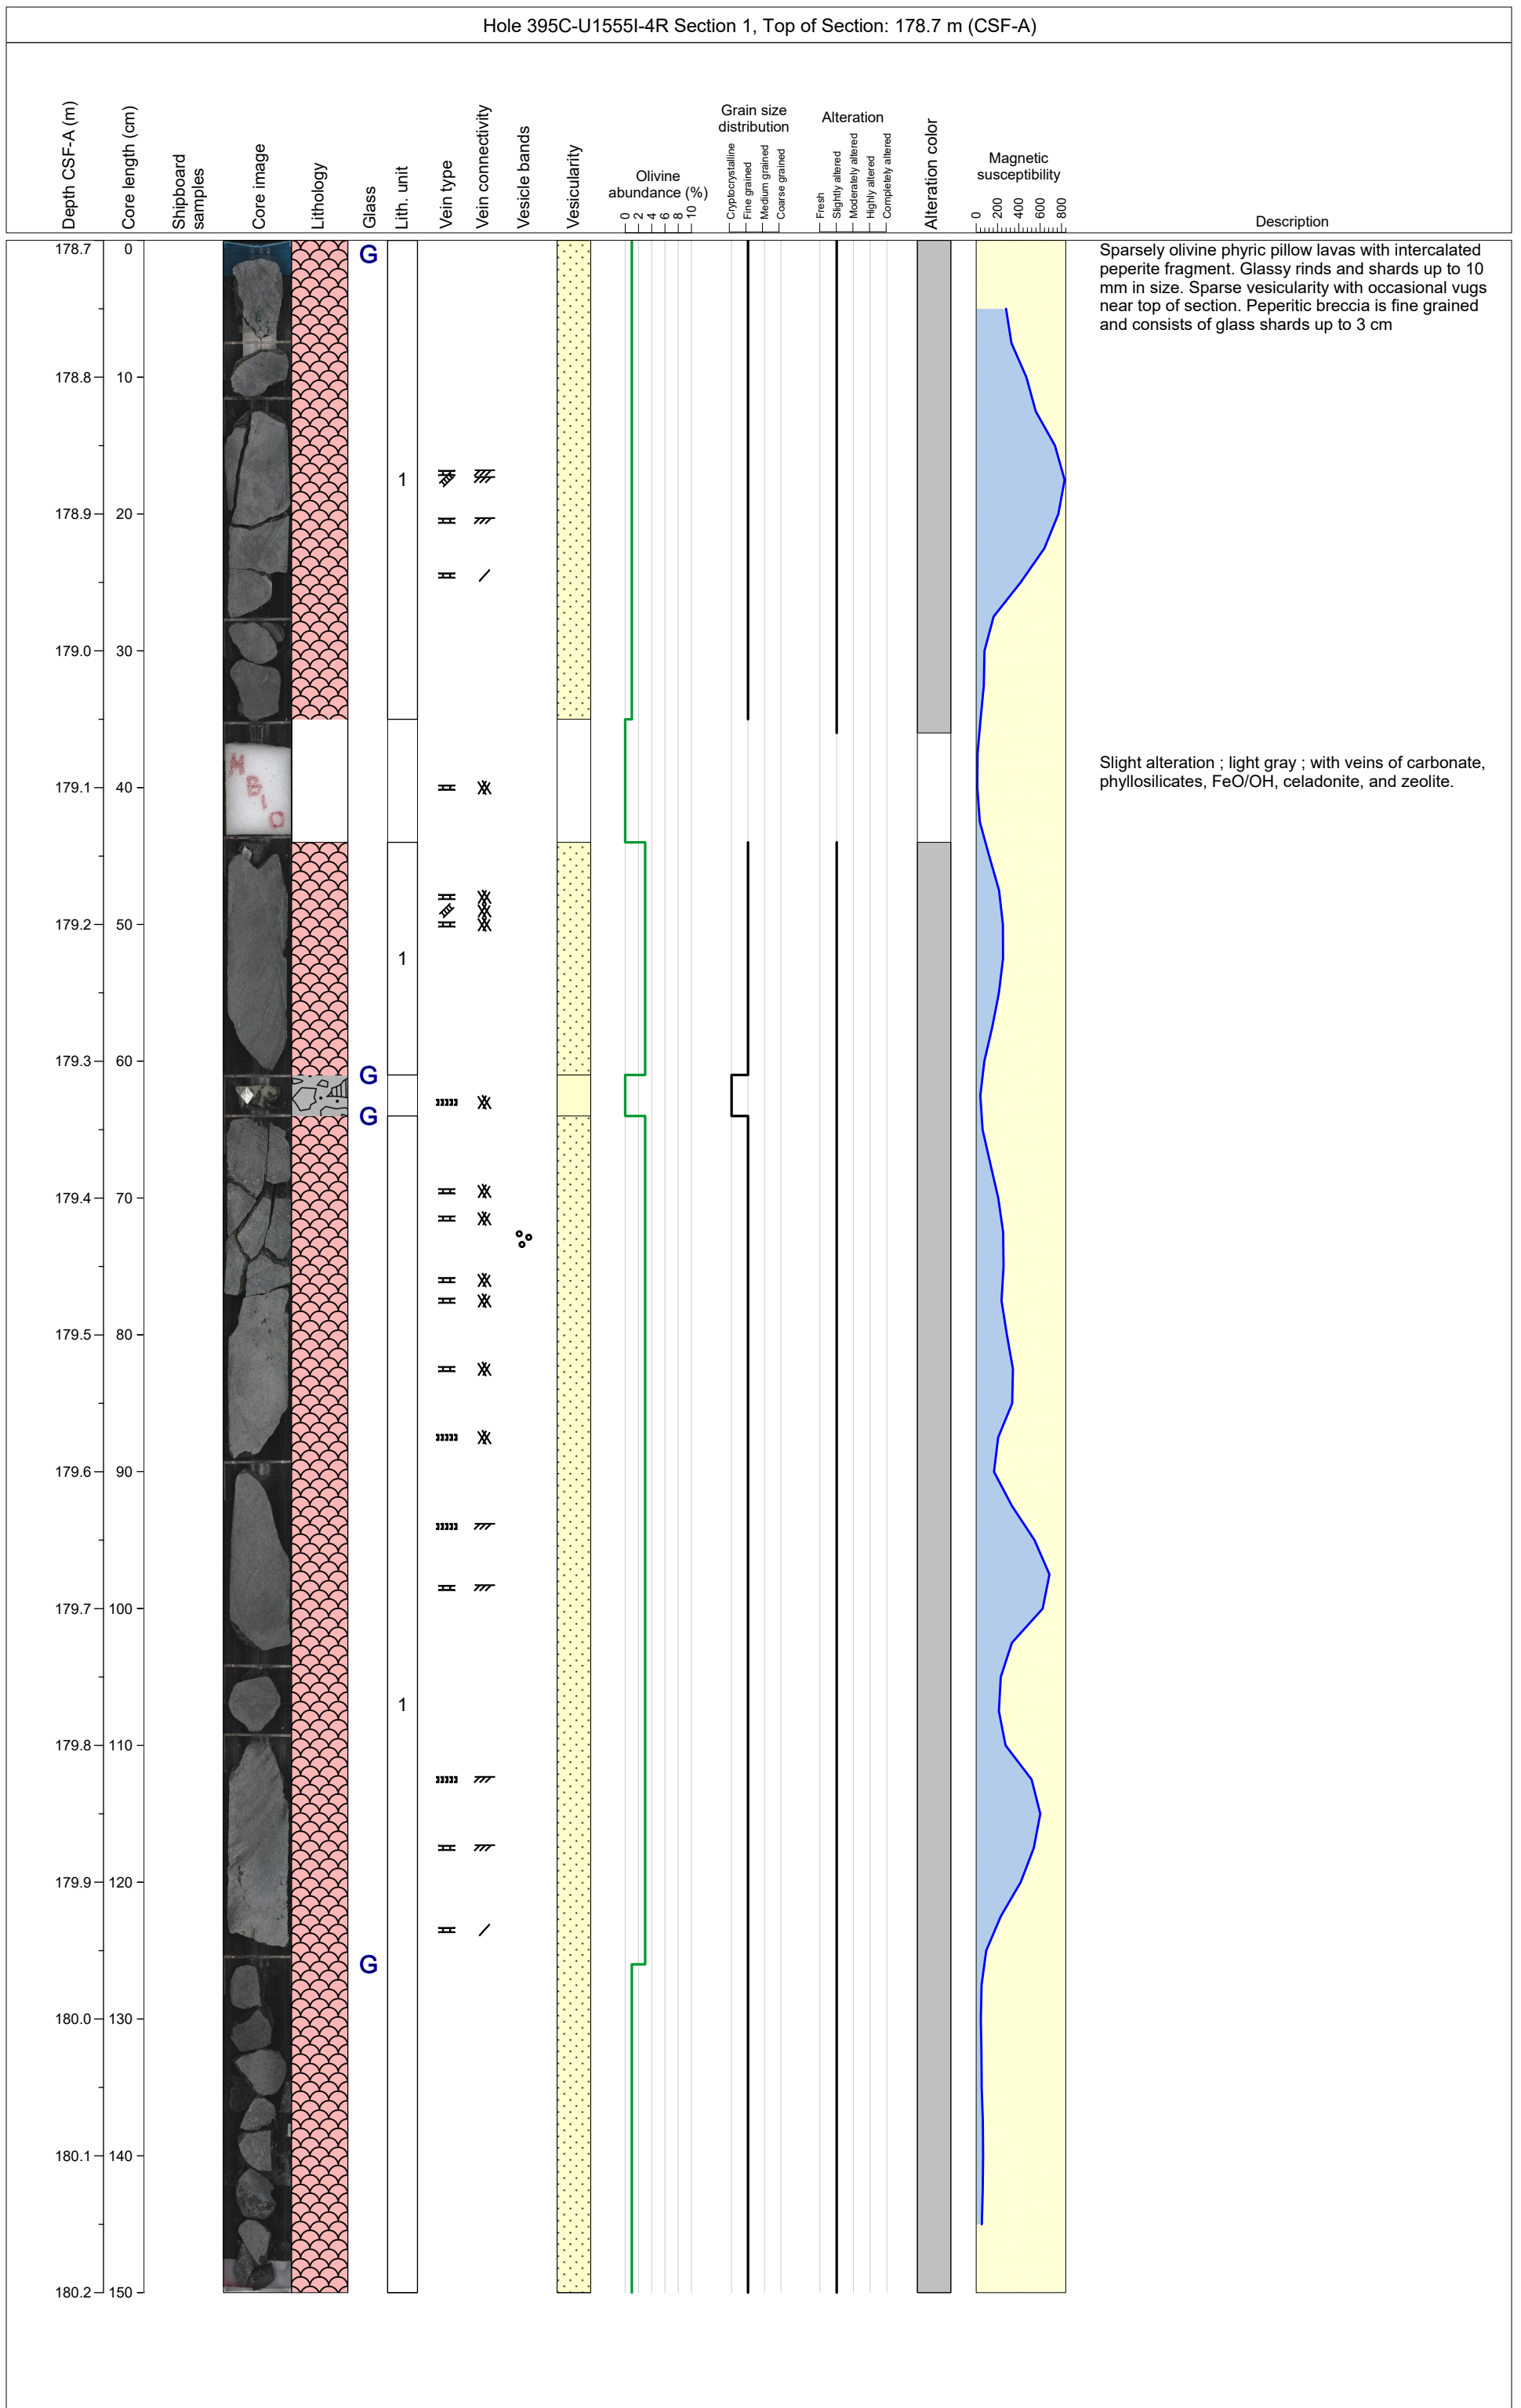 Hole 395C-U1555I-4R Section 1, Top of Section: 178.7 m (CSF-A)
Depth CSF-A (m)
Core length (cm)
Shipboard
samples
Core image
Lithology
Glass
Lith. unit
Vein type
Vein connectivity
Vesicle bands
Vesicularity
Olivine
abundance (%)
0 2 4 6 8 10
Grain size
distribution
Cryptocrystalline
Fine grained
Medium grained
Coarse grained
Alteration
Fresh
Slightly altered
Moderately altered
Highly altered
Completely altered
Alteration color
Magnetic
susceptibility
0 200 400 600 800
Description
178.7 0 G
Sparsely olivine phyric pillow lavas with intercalated
peperite fragment. Glassy rinds and shards up to 10
mm in size. Sparse vesicularity with occasional vugs
near top of section. Peperitic breccia is fine grained
and consists of glass shards up to 3 cm
178.8 10
1
178.9 20
179.0 30
M
B
I
O
Slight alteration ; light gray ; with veins of carbonate,
phyllosilicates, FeO/OH, celadonite, and zeolite.
179.1 40
179.2 50
1
179.3 60
G
G
179.4 70
179.5 80
179.6 90
179.7 100
1
179.8 110
179.9 120
G
180.0 130
180.1 140
180.2 150